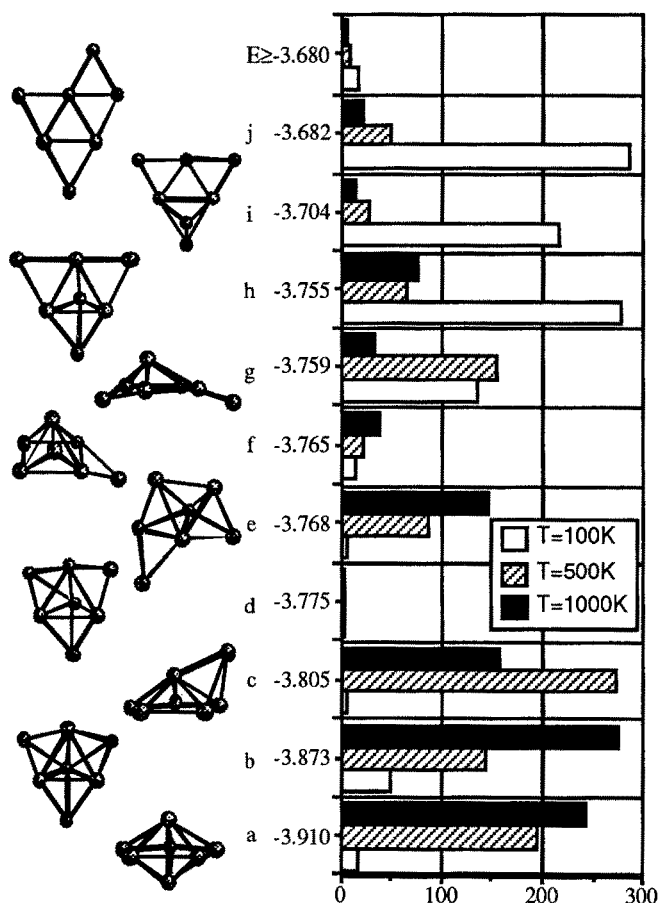 E≥-3.680
j -3.682
i -3.704
h -3.755
g -3.759
f -3.765
e -3.768
T=100K
T=500K
T=1000K
d -3.775
c -3.805
b -3.873
a -3.910
0 100 200 300